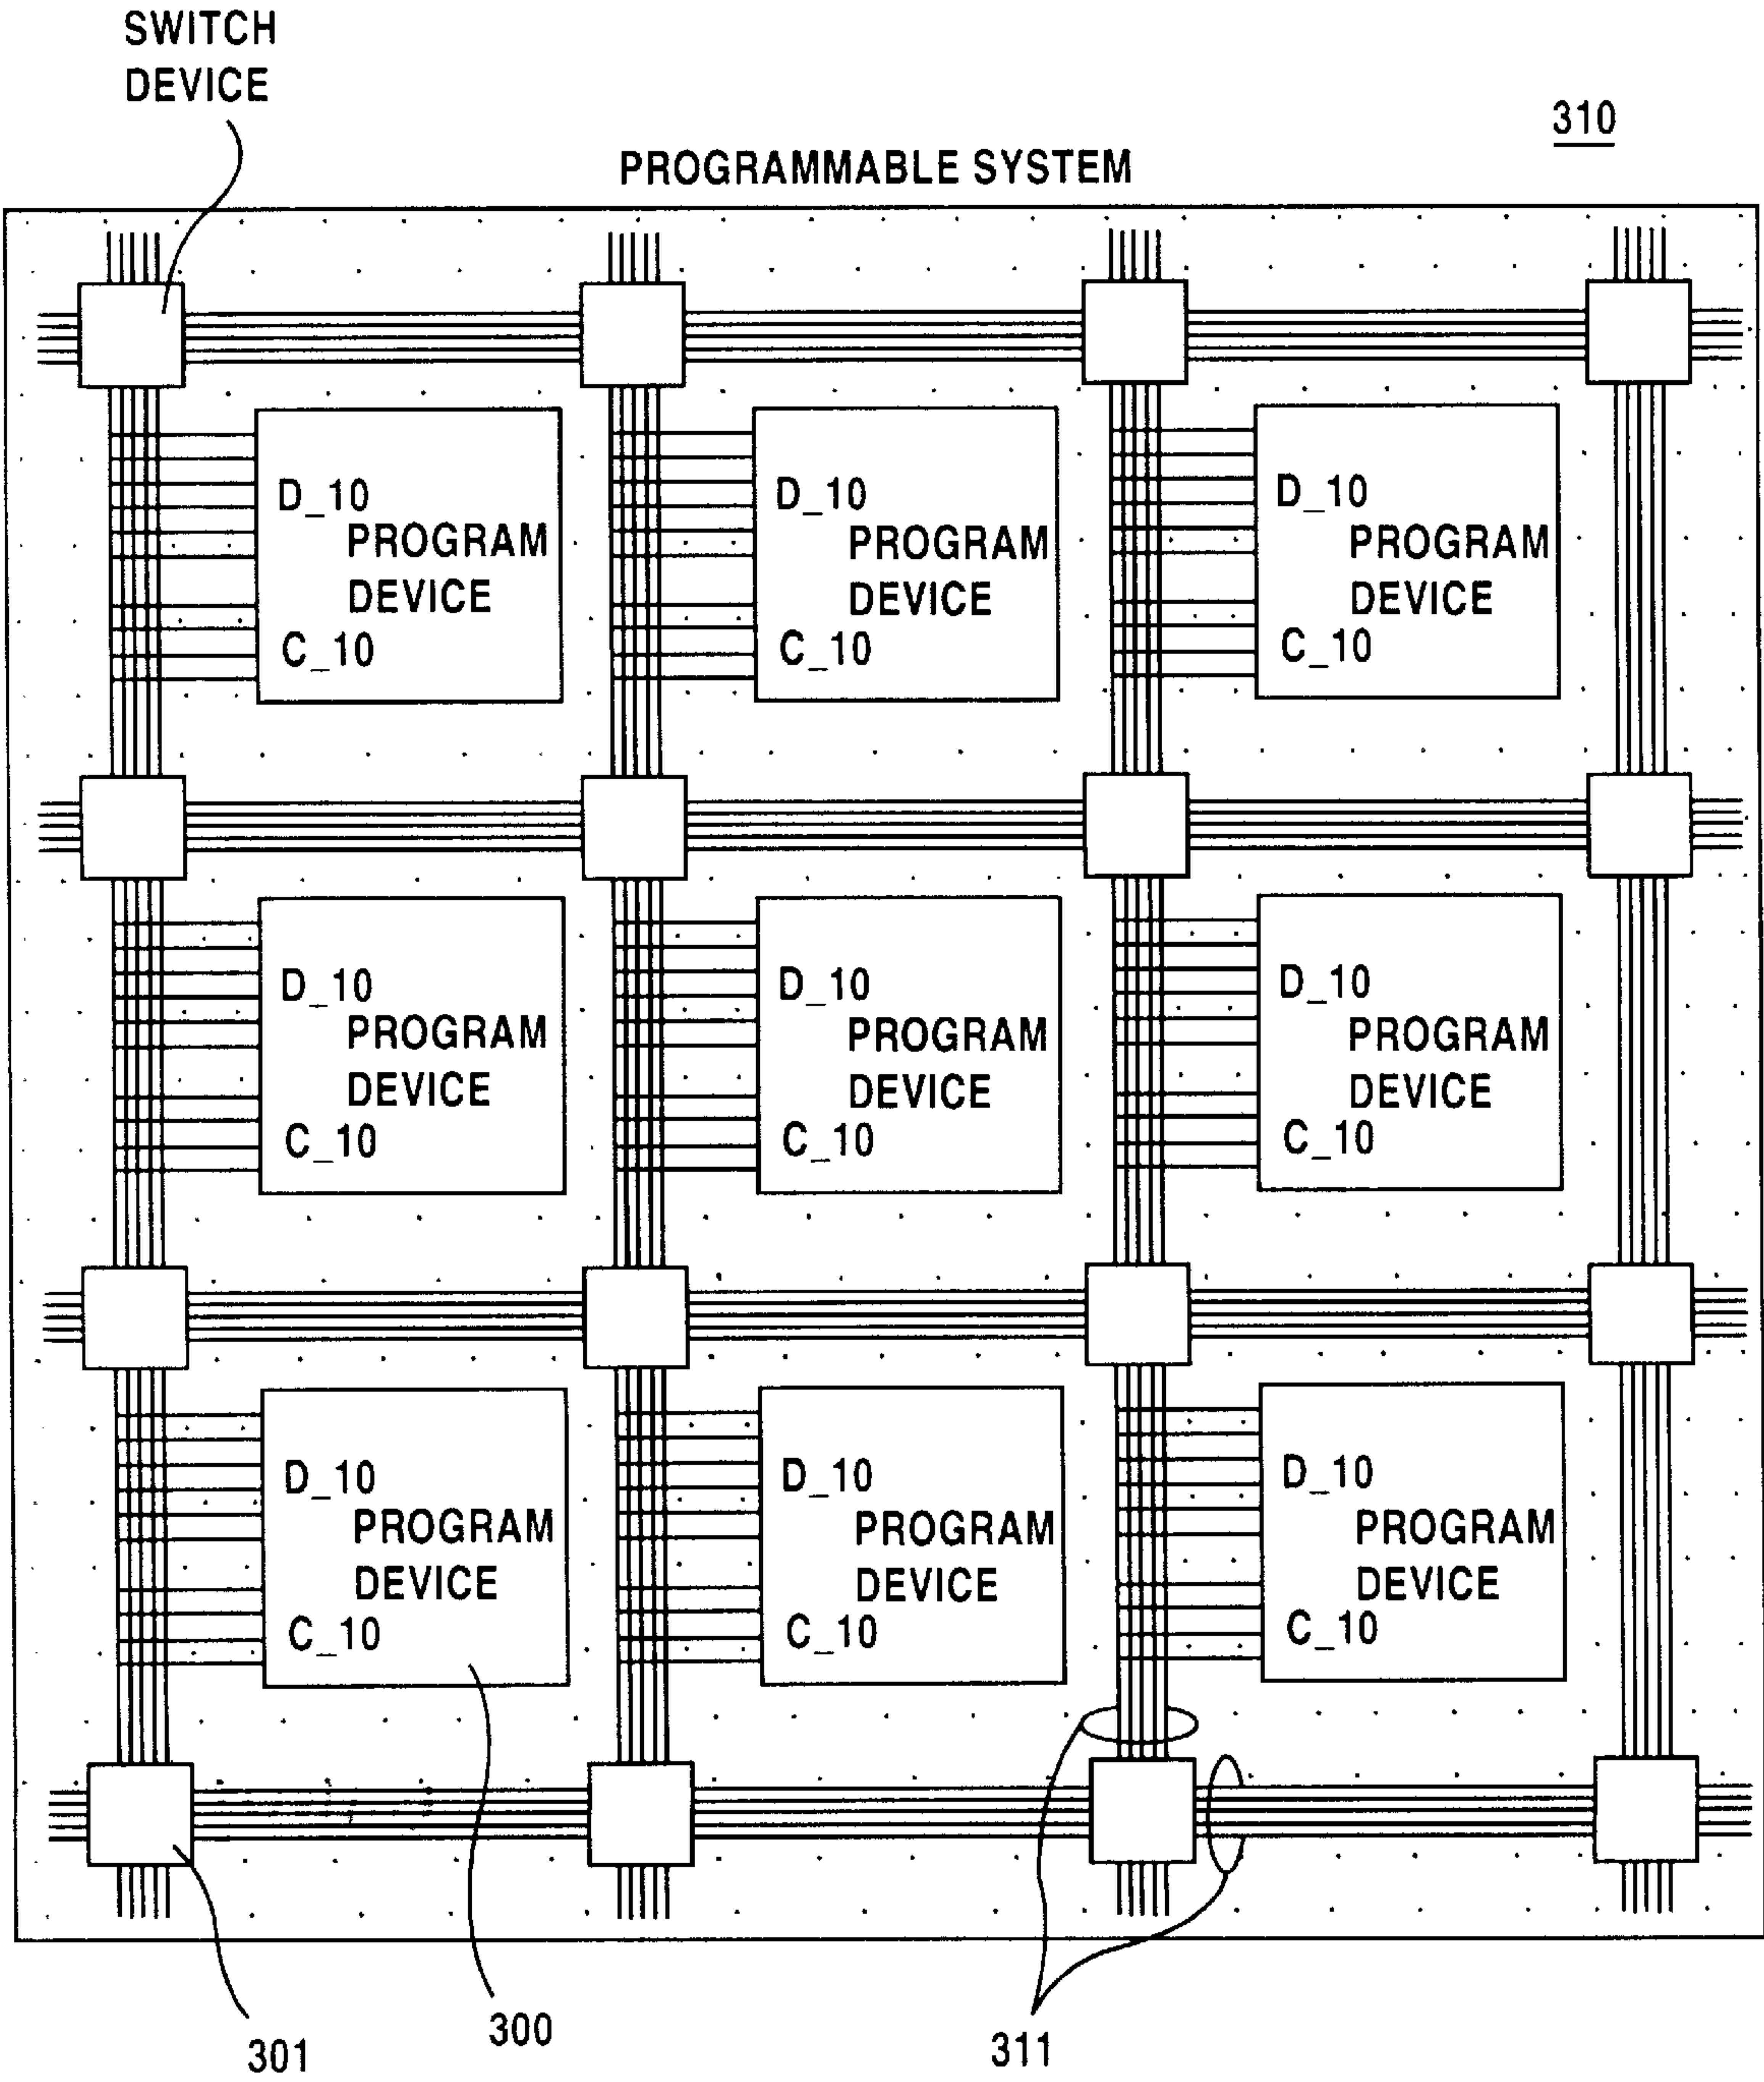 SWITCH
DEVICE
310
PROGRAMMABLE SYSTEM
D_10
PROGRAM
DEVICE
C_10
D_10
PROGRAM
DEVICE
C_10
D_10
PROGRAM
DEVICE
C_10
D_10
PROGRAM
DEVICE
C_10
D_10
PROGRAM
DEVICE
C_10
D_10
PROGRAM
DEVICE
C_10
D_10
PROGRAM
DEVICE
C_10
D_10
PROGRAM
DEVICE
C_10
D_10
PROGRAM
DEVICE
C_10
301
300
311